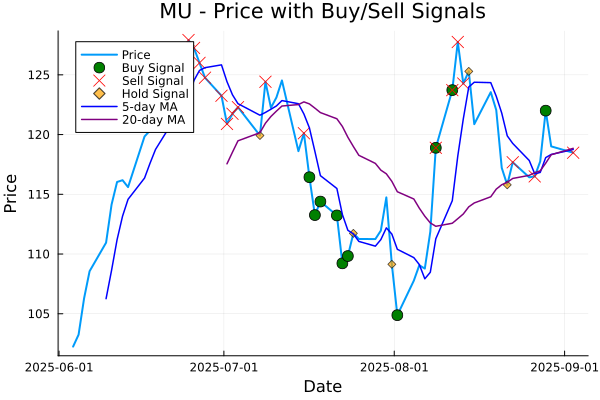 MU - Price with Buy/Sell Signals
Price
Buy Signal
Sell Signal
Hold Signal
5-day MA
20-day MA
125
120
115
110
105
Price
2025-06-01
2025-07-01
2025-08-01
2025-09-01
Date